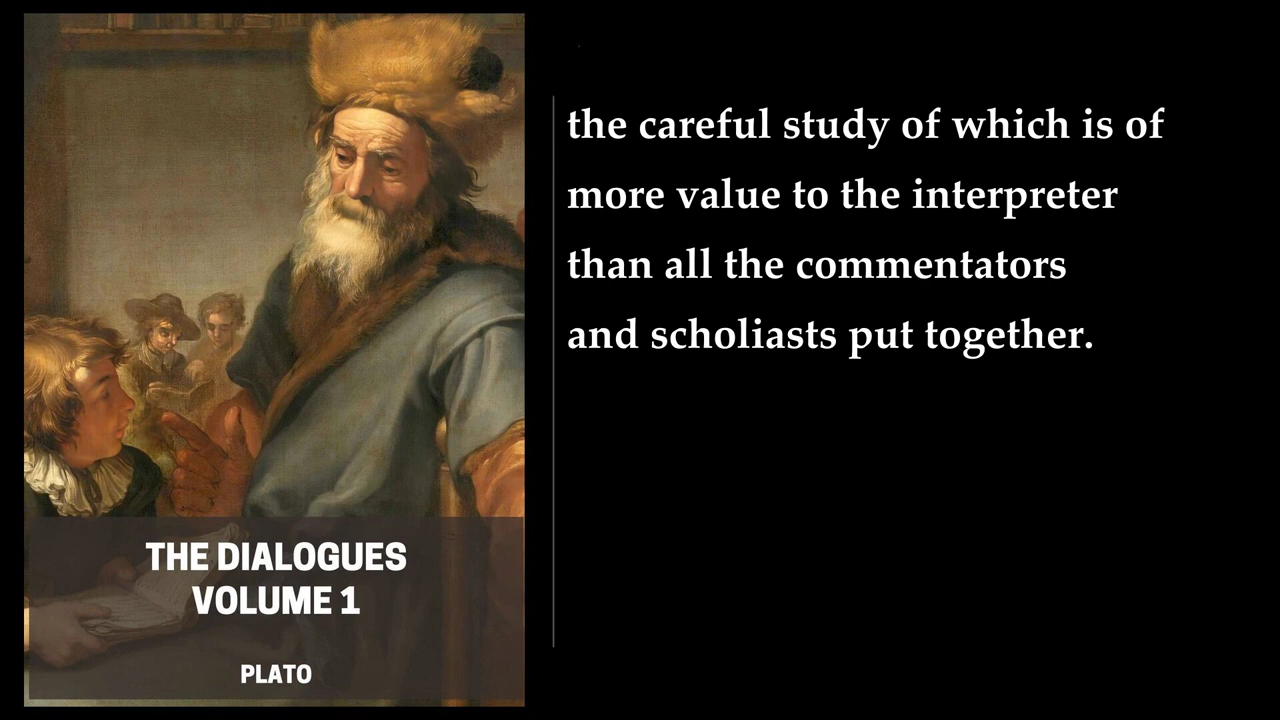 THE DIALOGUES
VOLUME 1
PLATO
the careful study of which is of
more value to the interpreter
than all the commentators
and scholiasts put together.